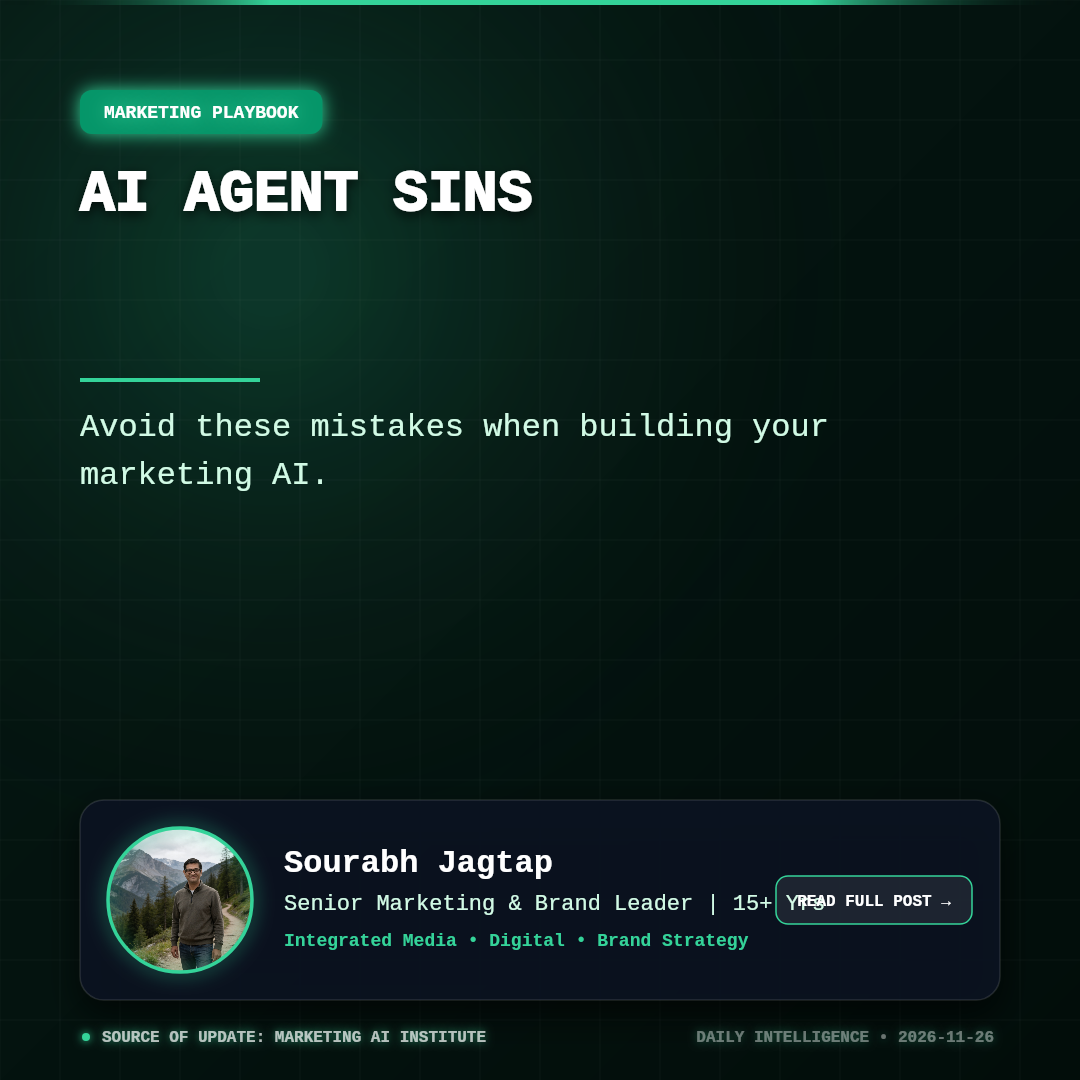 MARKETING PLAYBOOK
AI AGENT SINS
Avoid these mistakes when building your
marketing AI.
Sourabh Jagtap
Senior Marketing & Brand Leader | 15+ Yrs
READ FULL POST →
Integrated Media • Digital • Brand Strategy
SOURCE OF UPDATE: MARKETING AI INSTITUTE
DAILY INTELLIGENCE • 2026-11-26